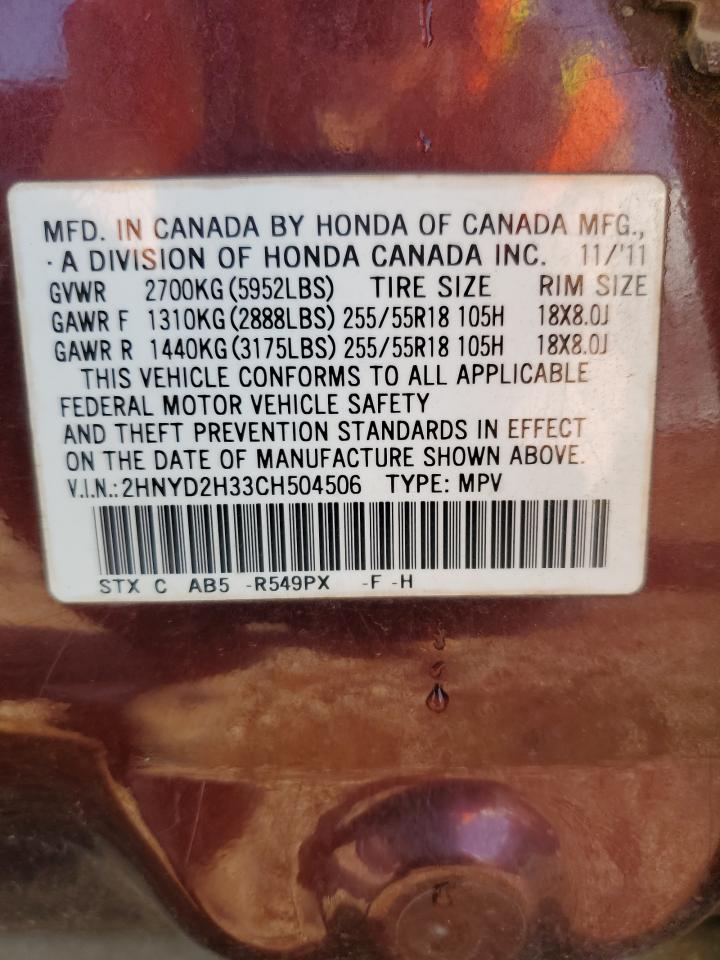 MFD. IN CANADA BY HONDA OF CANADA MFG.,
· A DIVISION OF HONDA CANADA INC. 11/'11
GVWR 2700KG(5952LBS) TIRE SIZE RIM SIZE
GAWR F 1310KG(2888LBS) 255/55R18 105H 18X8.0J
GAWR R 1440KG(3175LBS) 255/55R18 105H 18X8.0J
THIS VEHICLE CONFORMS TO ALL APPLICABLE
FEDERAL MOTOR VEHICLE SAFETY
AND THEFT PREVENTION STANDARDS IN EFFECT
ON THE DATE OF MANUFACTURE SHOWN ABOVE.
V.I.N.:2HNYD2H33CH504506 TYPE: MPV
STX C AB5 -R549PX -F -H